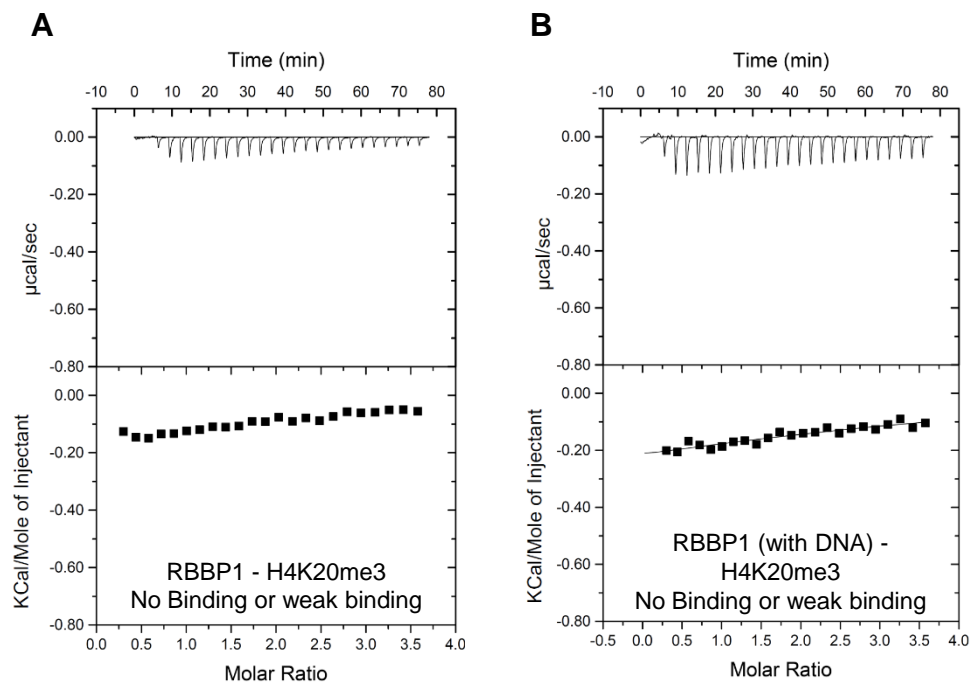 A
Time (min)
-10 0 10 20 30 40 50 60 70 80
0.00
-0.20
-0.40
-0.60
-0.80
µcal/sec
0.00
-0.20
-0.40
-0.60
-0.80
KCal/Mole of Injectant
RBBP1 - H4K20me3
No Binding or weak binding
0.0 0.5 1.0 1.5 2.0 2.5 3.0 3.5 4.0
Molar Ratio
B
Time (min)
-10 0 10 20 30 40 50 60 70 80
0.00
-0.20
-0.40
-0.60
-0.80
µcal/sec
0.00
-0.20
-0.40
-0.60
-0.80
KCal/Mole of Injectant
RBBP1 (with DNA) -
H4K20me3
No Binding or weak binding
-0.5 0.0 0.5 1.0 1.5 2.0 2.5 3.0 3.5 4.0
Molar Ratio